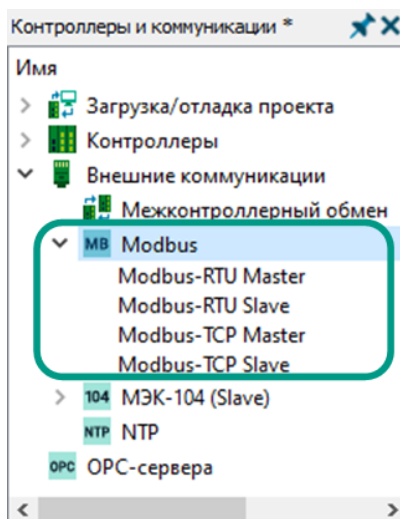 Контроллеры и коммуникации *
Имя
Загрузка/отладка проекта
Контроллеры
Внешние коммуникации
Межконтроллерный обмен
MB Modbus
Modbus-RTU Master
Modbus-RTU Slave
Modbus-TCP Master
Modbus-TCP Slave
104 МЭК-104 (Slave)
NTP NTP
OPC OPC-сервера